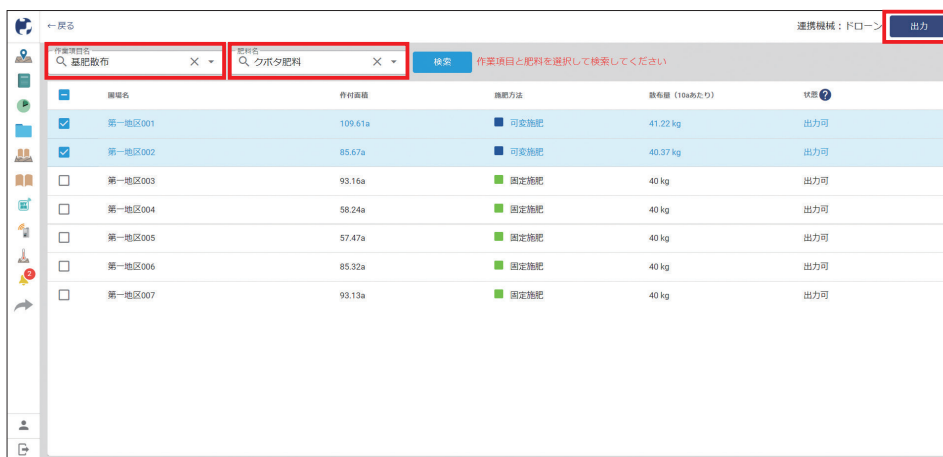 ←戻る
連携機械：ドローン
出力
作業項目名
基肥散布
肥料名
クボタ肥料
検索
作業項目と肥料を選択して検索してください
圃場名 作付面積 施肥方法 散布量（10aあたり） 状態 ?
第一地区001 109.61a 可変施肥 41.22 kg 出力可
第一地区002 85.67a 可変施肥 40.37 kg 出力可
第一地区003 93.16a 固定施肥 40 kg 出力可
第一地区004 58.24a 固定施肥 40 kg 出力可
第一地区005 57.47a 固定施肥 40 kg 出力可
第一地区006 85.32a 固定施肥 40 kg 出力可
第一地区007 93.13a 固定施肥 40 kg 出力可
2